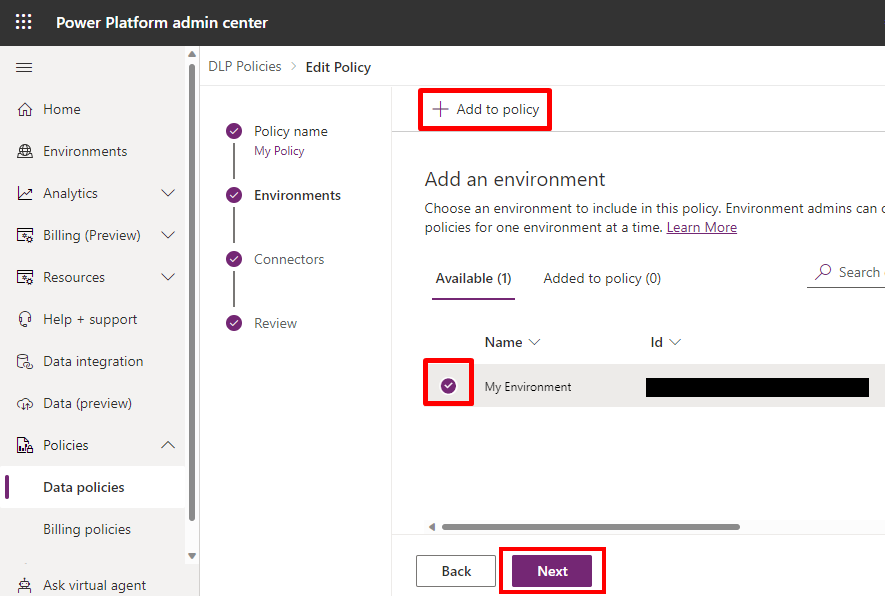 Power Platform admin center
Home
Environments
Analytics
Billing (Preview)
Resources
Help + support
Data integration
Data (preview)
Policies
Data policies
Billing policies
Ask virtual agent
DLP Policies > Edit Policy
Policy name
My Policy
Environments
Connectors
Review
+ Add to policy
Add an environment
Choose an environment to include in this policy. Environment admins can
policies for one environment at a time. Learn More
Available (1) Added to policy (0) Search
Name Id
My Environment
Back Next